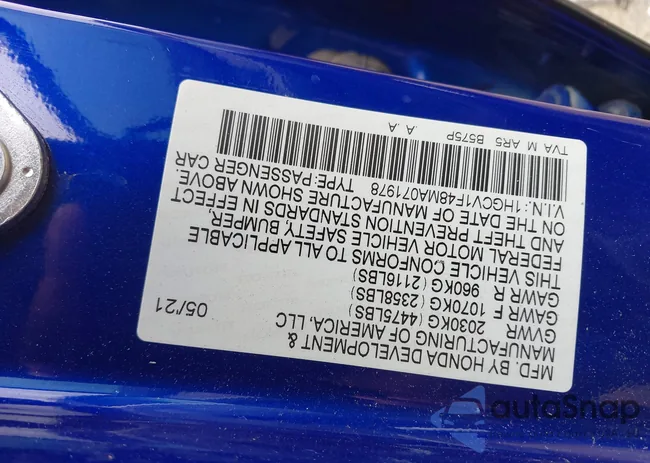 MFD. BY HONDA DEVELOPMENT &
MANUFACTURING OF AMERICA, LLC
05/'21
GVWR 2030KG (4475LBS)
GAWR F 1070KG (2358LBS)
GAWR R 960KG (2116LBS)
THIS VEHICLE CONFORMS TO ALL APPLICABLE
FEDERAL MOTOR VEHICLE SAFETY, BUMPER,
AND THEFT PREVENTION STANDARDS IN EFFECT
ON THE DATE OF MANUFACTURE SHOWN ABOVE.
V.I.N.:1HGCV1F48MA071978 TYPE:PASSENGER CAR
.A .A
TVA M AR5 B575P
autoSnap